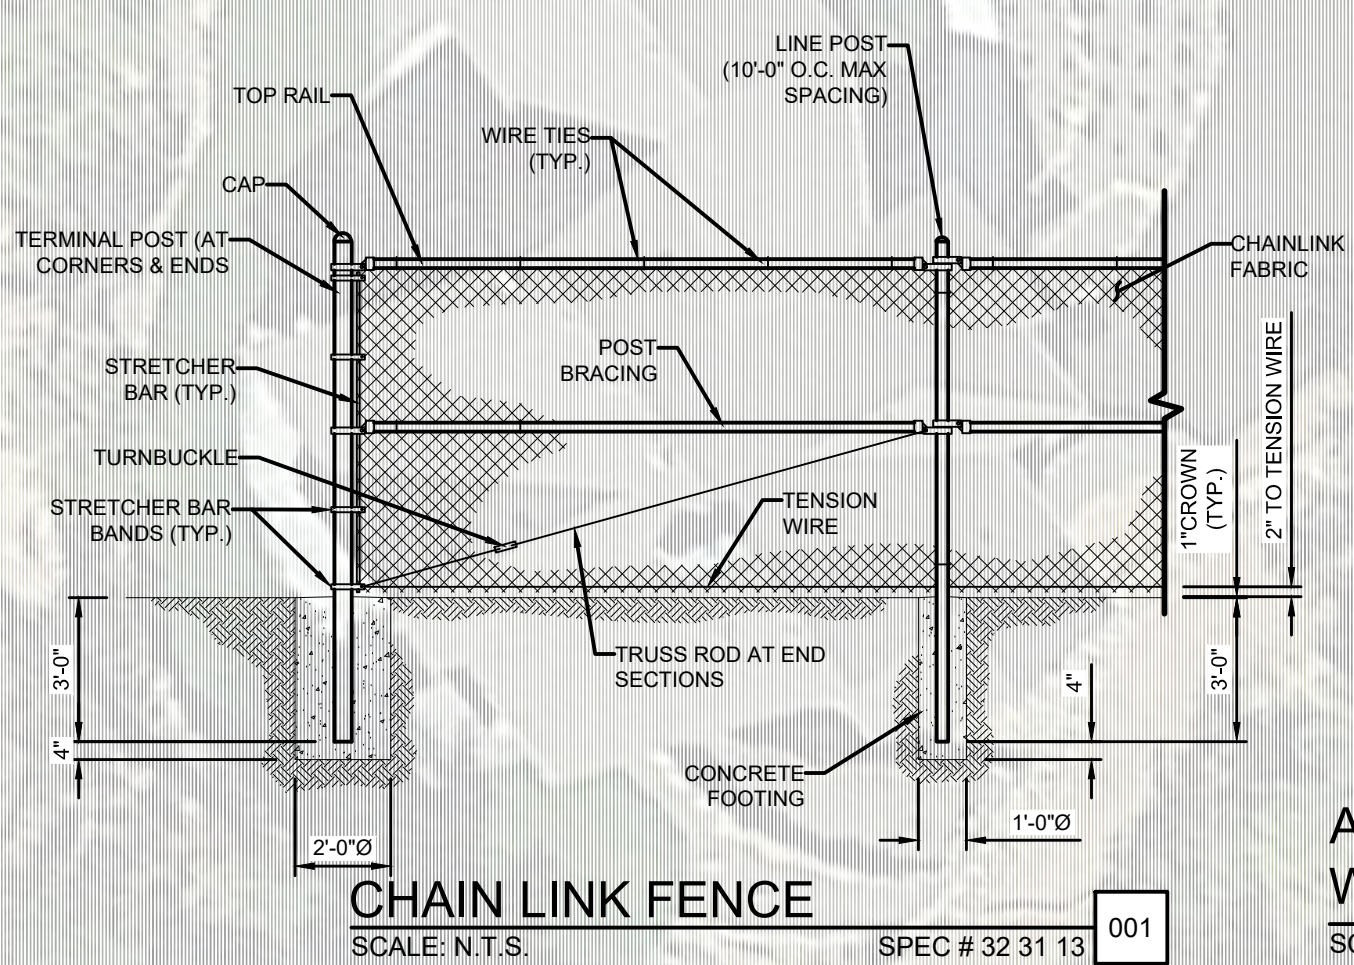 LINE POST
(10'-0" O.C. MAX
SPACING)
TOP RAIL
WIRE TIES
(TYP.)
CAP
TERMINAL POST (AT
CORNERS & ENDS
CHAINLINK
FABRIC
STRETCHER
BAR (TYP.)
POST
BRACING
TURNBUCKLE
STRETCHER BAR
BANDS (TYP.)
TENSION
WIRE
1"CROWN
(TYP.)
2" TO TENSION WIRE
TRUSS ROD AT END
SECTIONS
3'-0"
4"
4"
3'-0"
CONCRETE
FOOTING
2'-0"Ø
1'-0"Ø
CHAIN LINK FENCE
SCALE: N.T.S.
SPEC # 32 31 13
001
A
W
SC